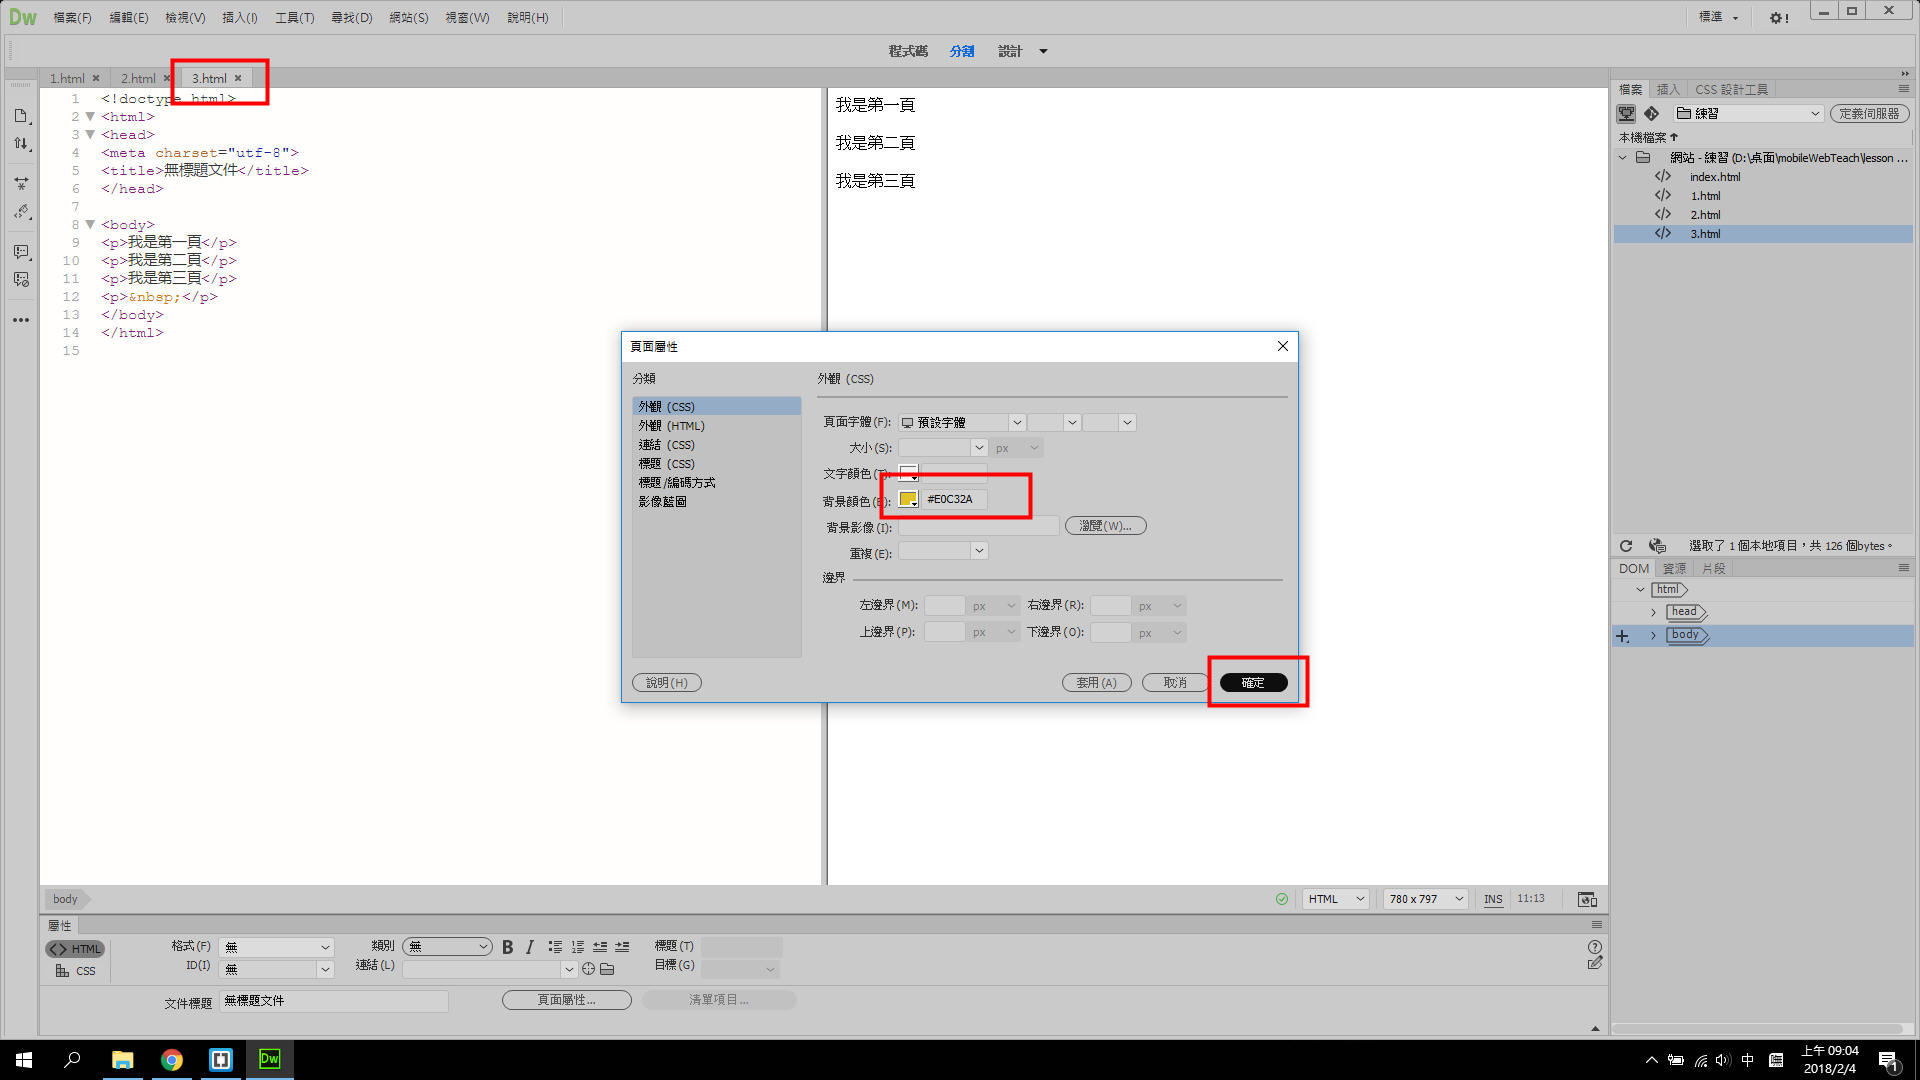 Dw 檔案(F) 編輯(E) 檢視(V) 插入(I) 工具(T) 尋找(D) 網站(S) 視窗(W) 說明(H) 標準
程式碼 分割 設計
1.html 2.html 3.html
1 <!doctype html>
2 <html>
3 <head>
4 <meta charset="utf-8">
5 <title>無標題文件</title>
6 </head>
7
8 <body>
9 <p>我是第一頁</p>
10 <p>我是第二頁</p>
11 <p>我是第三頁</p>
12 <p>&nbsp;</p>
13 </body>
14 </html>
15
我是第一頁
我是第二頁
我是第三頁
頁面屬性
分類
外觀 (CSS)
外觀 (HTML)
連結 (CSS)
標題 (CSS)
標題/編碼方式
影像藍圖
外觀 (CSS)
頁面字體(F): 預設字體
大小(S): px
文字顏色(T):
背景顏色(B): #E0C32A
背景影像(I): 瀏覽(W)...
重複(E):
邊界
左邊界(M): px 右邊界(R): px
上邊界(P): px 下邊界(O): px
說明(H) 套用(A) 取消 確定
檔案 插入 CSS 設計工具
練習 定義伺服器
本機檔案
網站 - 練習 (D:\桌面\mobileWebTeach\lesson ...
index.html
1.html
2.html
3.html
選取了 1 個本地項目，共 126 個bytes。
DOM 資源 片段
html
head
body
body HTML 780 x 797 INS 11:13
屬性
HTML 格式(F) 無 類別 無 B I 標題(T)
CSS ID(I) 無 連結(L) 目標(G)
文件標題 無標題文件 頁面屬性... 清單項目...
Dw 中 上午 09:04
2018/2/4 1